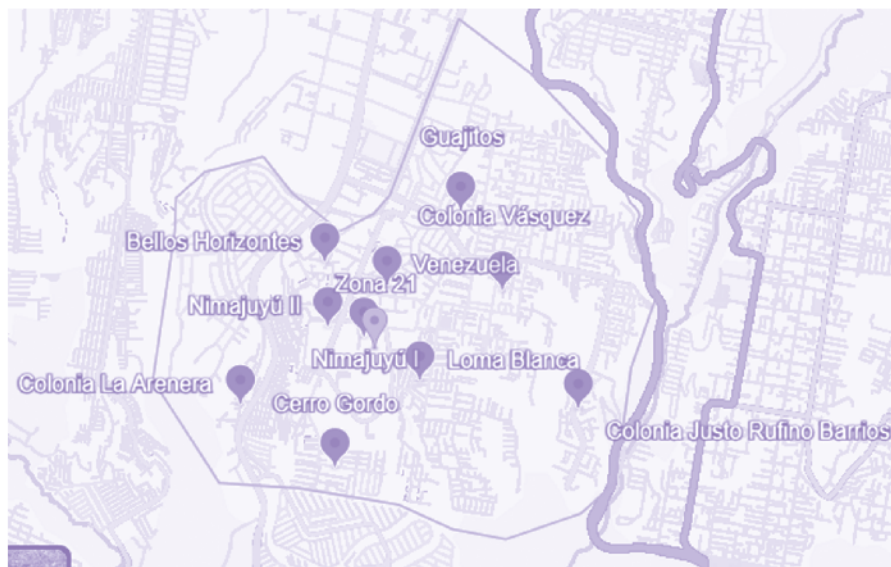 Guajitos
Colonia Vásquez
Bellos Horizontes
Venezuela
Zona 21
Nimajuyú II
Nimajuyú I
Loma Blanca
Colonia La Arenera
Cerro Gordo
Colonia Justo Rufino Barrios